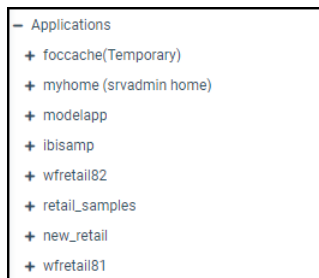 Applications
foccache(Temporary)
myhome (srvadmin home)
modelapp
ibisamp
wfretail82
retail_samples
new_retail
wfretail81